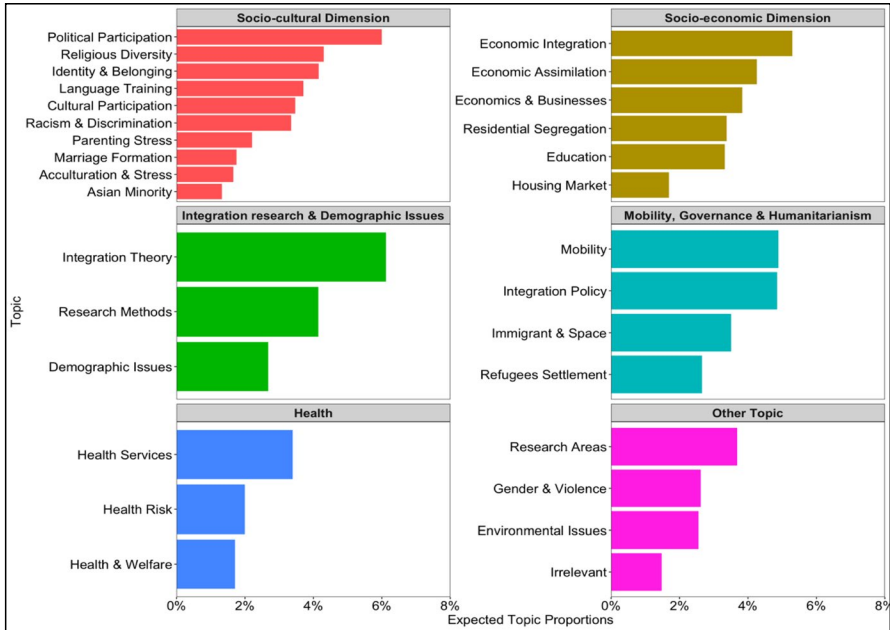 Socio-cultural Dimension
Political Participation
Religious Diversity
Identity & Belonging
Language Training
Cultural Participation
Racism & Discrimination
Parenting Stress
Marriage Formation
Acculturation & Stress
Asian Minority
Socio-economic Dimension
Economic Integration
Economic Assimilation
Economics & Businesses
Residential Segregation
Education
Housing Market
Integration research & Demographic Issues
Integration Theory
Research Methods
Demographic Issues
Mobility, Governance & Humanitarianism
Mobility
Integration Policy
Immigrant & Space
Refugees Settlement
Health
Health Services
Health Risk
Health & Welfare
Other Topic
Research Areas
Gender & Violence
Environmental Issues
Irrelevant
Topic
0% 2% 4% 6% 8%
0% 2% 4% 6% 8%
Expected Topic Proportions